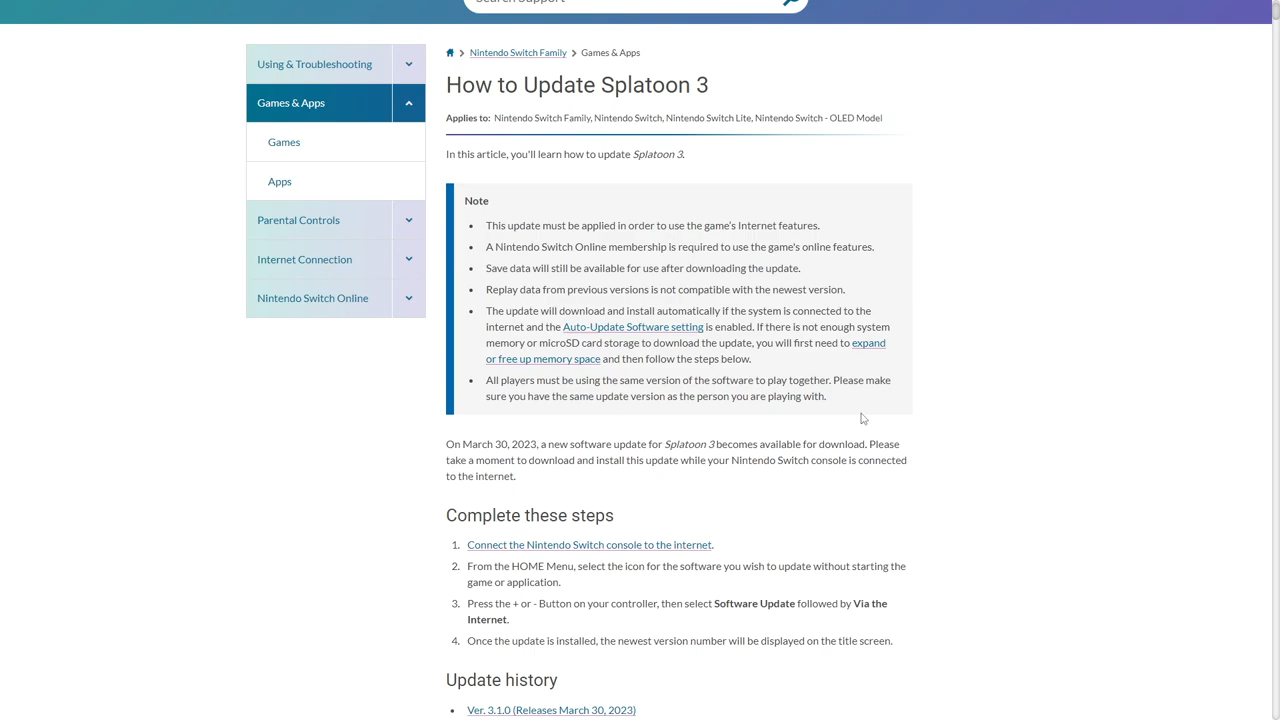 Search Support
Using & Troubleshooting
Games & Apps
Games
Apps
Parental Controls
Internet Connection
Nintendo Switch Online
Nintendo Switch Family Games & Apps
How to Update Splatoon 3
Applies to: Nintendo Switch Family, Nintendo Switch, Nintendo Switch Lite, Nintendo Switch - OLED Model
In this article, you'll learn how to update Splatoon 3.
Note
• This update must be applied in order to use the game's Internet features.
• A Nintendo Switch Online membership is required to use the game's online features.
• Save data will still be available for use after downloading the update.
• Replay data from previous versions is not compatible with the newest version.
• The update will download and install automatically if the system is connected to the
internet and the Auto-Update Software setting is enabled. If there is not enough system
memory or microSD card storage to download the update, you will first need to expand
or free up memory space and then follow the steps below.
• All players must be using the same version of the software to play together. Please make
sure you have the same update version as the person you are playing with.
On March 30, 2023, a new software update for Splatoon 3 becomes available for download. Please
take a moment to download and install this update while your Nintendo Switch console is connected
to the internet.
Complete these steps
1. Connect the Nintendo Switch console to the internet.
2. From the HOME Menu, select the icon for the software you wish to update without starting the
game or application.
3. Press the + or - Button on your controller, then select Software Update followed by Via the
Internet.
4. Once the update is installed, the newest version number will be displayed on the title screen.
Update history
• Ver. 3.1.0 (Releases March 30, 2023)